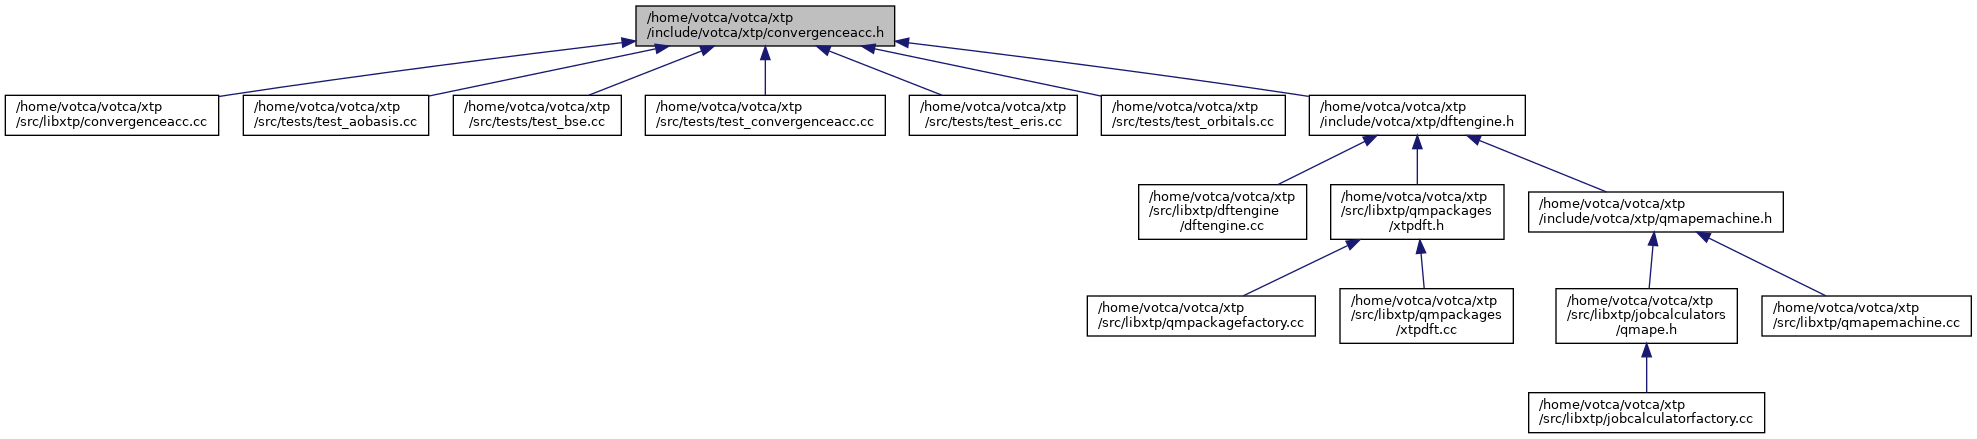 /home/votca/votca/xtp
/include/votca/xtp/convergenceacc.h
/home/votca/votca/xtp
/src/libxtp/convergenceacc.cc
/home/votca/votca/xtp
/src/tests/test_aobasis.cc
/home/votca/votca/xtp
/src/tests/test_bse.cc
/home/votca/votca/xtp
/src/tests/test_convergenceacc.cc
/home/votca/votca/xtp
/src/tests/test_eris.cc
/home/votca/votca/xtp
/src/tests/test_orbitals.cc
/home/votca/votca/xtp
/include/votca/xtp/dftengine.h
/home/votca/votca/xtp
/src/libxtp/dftengine
/dftengine.cc
/home/votca/votca/xtp
/src/libxtp/qmpackages
/xtpdft.h
/home/votca/votca/xtp
/include/votca/xtp/qmapemachine.h
/home/votca/votca/xtp
/src/libxtp/qmpackagefactory.cc
/home/votca/votca/xtp
/src/libxtp/qmpackages
/xtpdft.cc
/home/votca/votca/xtp
/src/libxtp/jobcalculators
/qmape.h
/home/votca/votca/xtp
/src/libxtp/qmapemachine.cc
/home/votca/votca/xtp
/src/libxtp/jobcalculatorfactory.cc